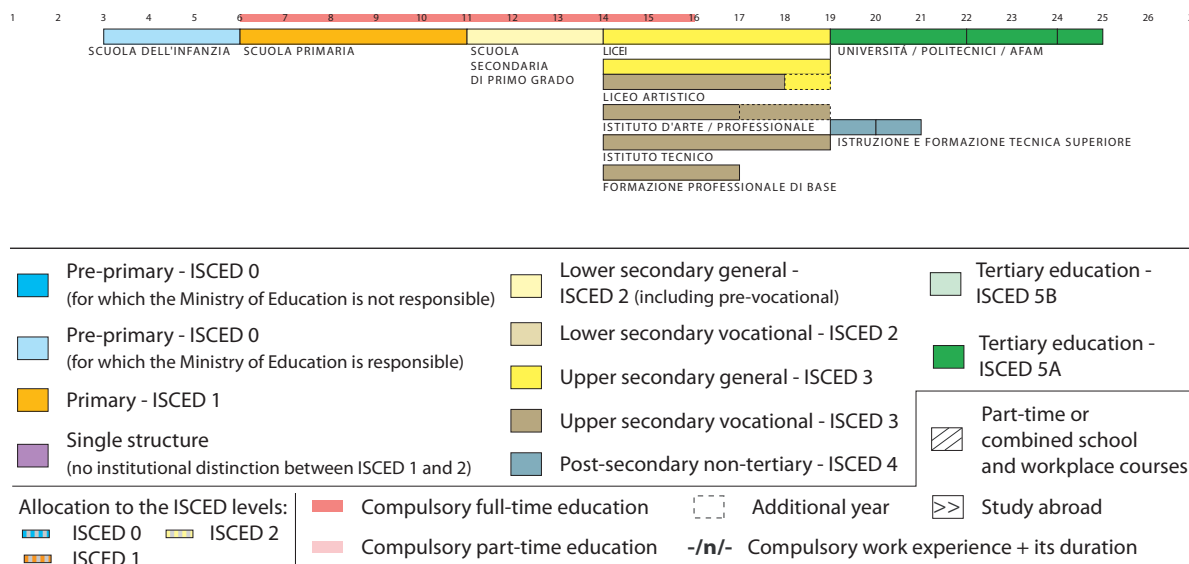 1 2 3 4 5 6 7 8 9 10 11 12 13 14 15 16 17 18 19 20 21 22 23 24 25 26
SCUOLA DELL'INFANZIA SCUOLA PRIMARIA SCUOLA LICEI UNIVERSITÁ / POLITECNICI / AFAM
SECONDARIA
DI PRIMO GRADO
LICEO ARTISTICO
ISTITUTO D'ARTE / PROFESSIONALE
ISTRUZIONE E FORMAZIONE TECNICA SUPERIORE
ISTITUTO TECNICO
FORMAZIONE PROFESSIONALE DI BASE
Pre-primary - ISCED 0
(for which the Ministry of Education is not responsible)
Pre-primary - ISCED 0
(for which the Ministry of Education is responsible)
Primary - ISCED 1
Single structure
(no institutional distinction between ISCED 1 and 2)
Lower secondary general -
ISCED 2 (including pre-vocational)
Lower secondary vocational - ISCED 2
Upper secondary general - ISCED 3
Upper secondary vocational - ISCED 3
Post-secondary non-tertiary - ISCED 4
Tertiary education -
ISCED 5B
Tertiary education -
ISCED 5A
Part-time or
combined school
and workplace courses
Allocation to the ISCED levels:
ISCED 0 ISCED 2
ISCED 1
Compulsory full-time education
Compulsory part-time education
Additional year
-/n/- Compulsory work experience + its duration
>> Study abroad